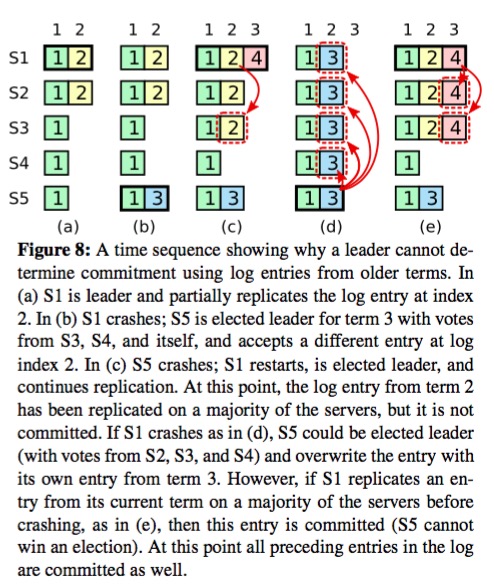 1 2 1 2 1 2 3 1 2 3 1 2 3
S1 1 2 1 2 1 2 4 1 3 1 2 4
S2 1 2 1 2 1 2 1 3 1 2 4
S3 1 1 1 2 1 3 1 2 4
S4 1 1 1 1 3 1
S5 1 1 3 1 3 1 3 1 3
(a) (b) (c) (d) (e)
Figure 8: A time sequence showing why a leader cannot de-
termine commitment using log entries from older terms. In
(a) S1 is leader and partially replicates the log entry at index
2. In (b) S1 crashes; S5 is elected leader for term 3 with votes
from S3, S4, and itself, and accepts a different entry at log
index 2. In (c) S5 crashes; S1 restarts, is elected leader, and
continues replication. At this point, the log entry from term 2
has been replicated on a majority of the servers, but it is not
committed. If S1 crashes as in (d), S5 could be elected leader
(with votes from S2, S3, and S4) and overwrite the entry with
its own entry from term 3. However, if S1 replicates an en-
try from its current term on a majority of the servers before
crashing, as in (e), then this entry is committed (S5 cannot
win an election). At this point all preceding entries in the log
are committed as well.